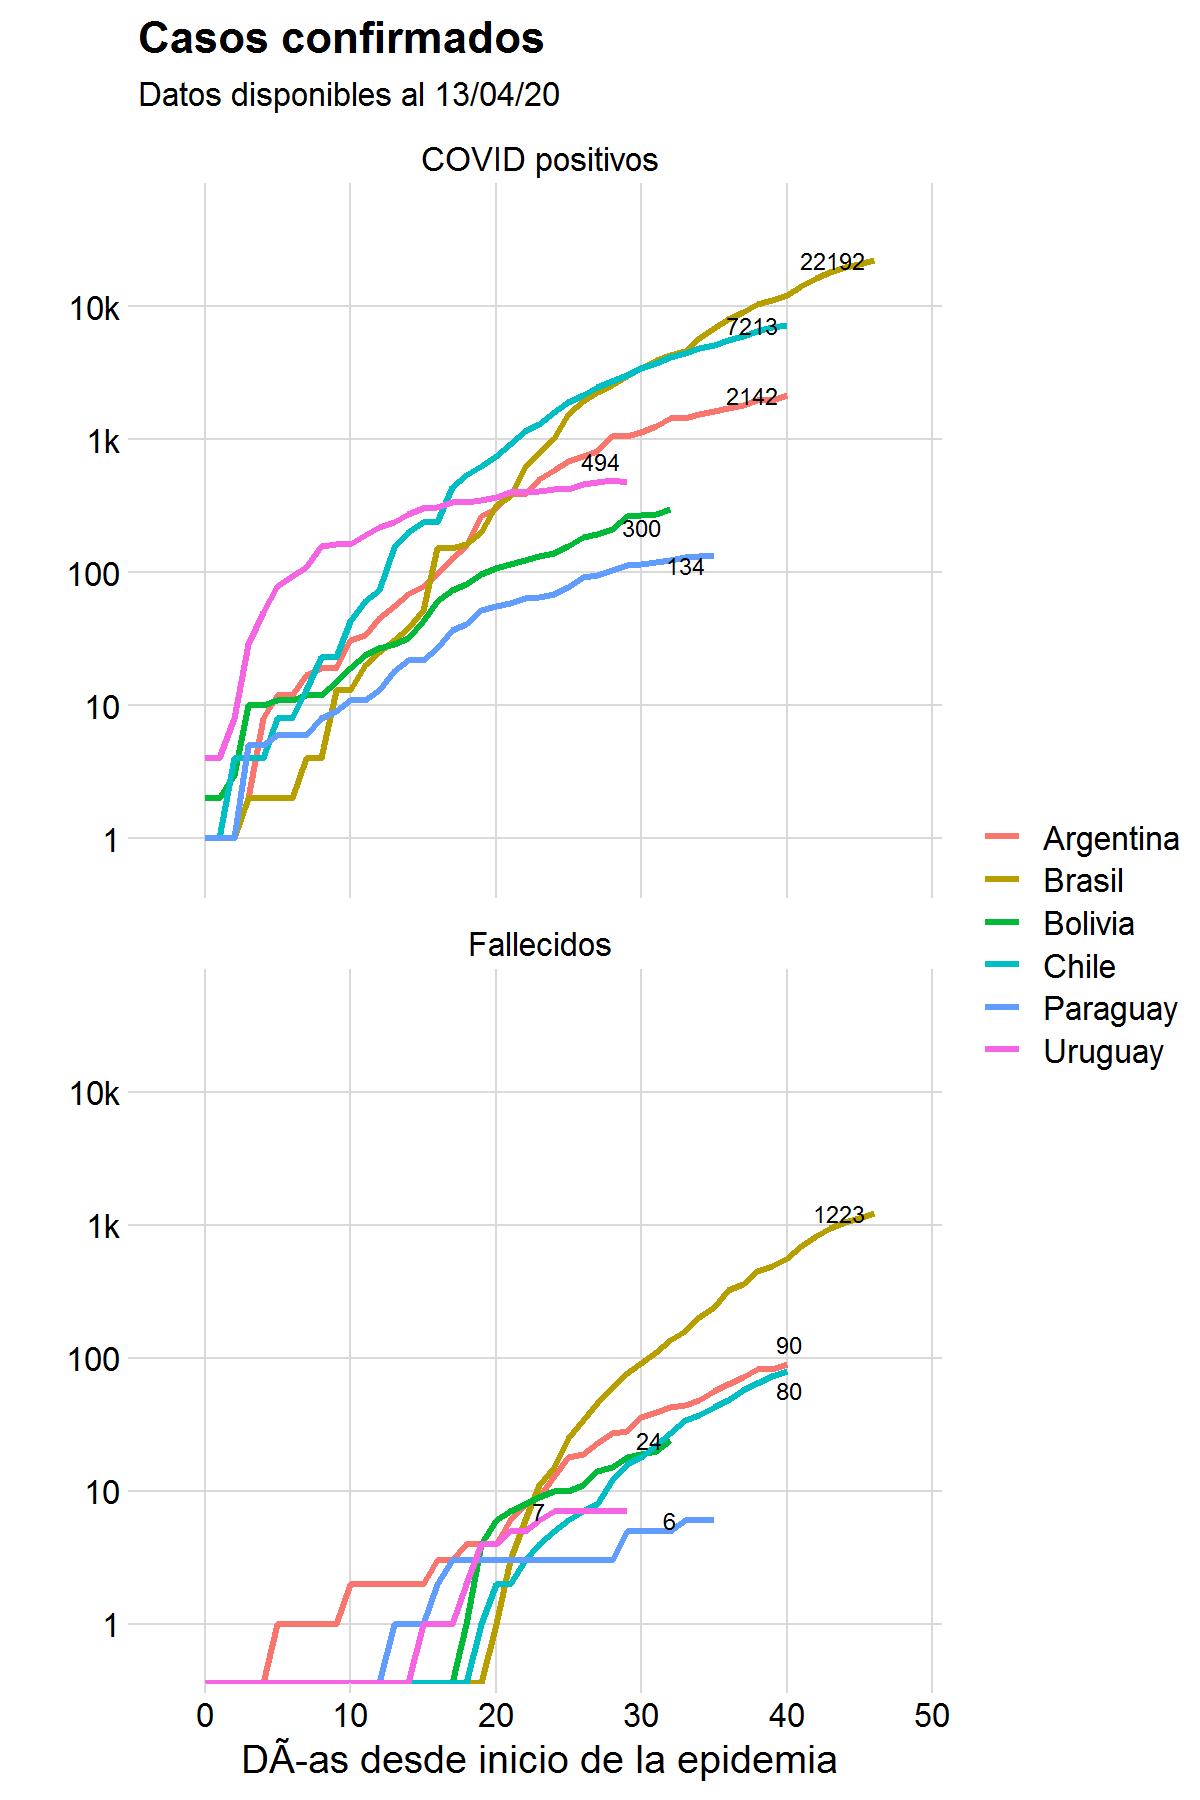 Casos confirmados
Datos disponibles al 13/04/20
COVID positivos
22192
10k
7213
2142
1k
494
300
100
134
10
1
Argentina
Brasil
Bolivia
Chile
Paraguay
Uruguay
Fallecidos
10k
1k
1223
100
90
80
24
10
7
6
1
0 10 20 30 40 50
DÃ-as desde inicio de la epidemia